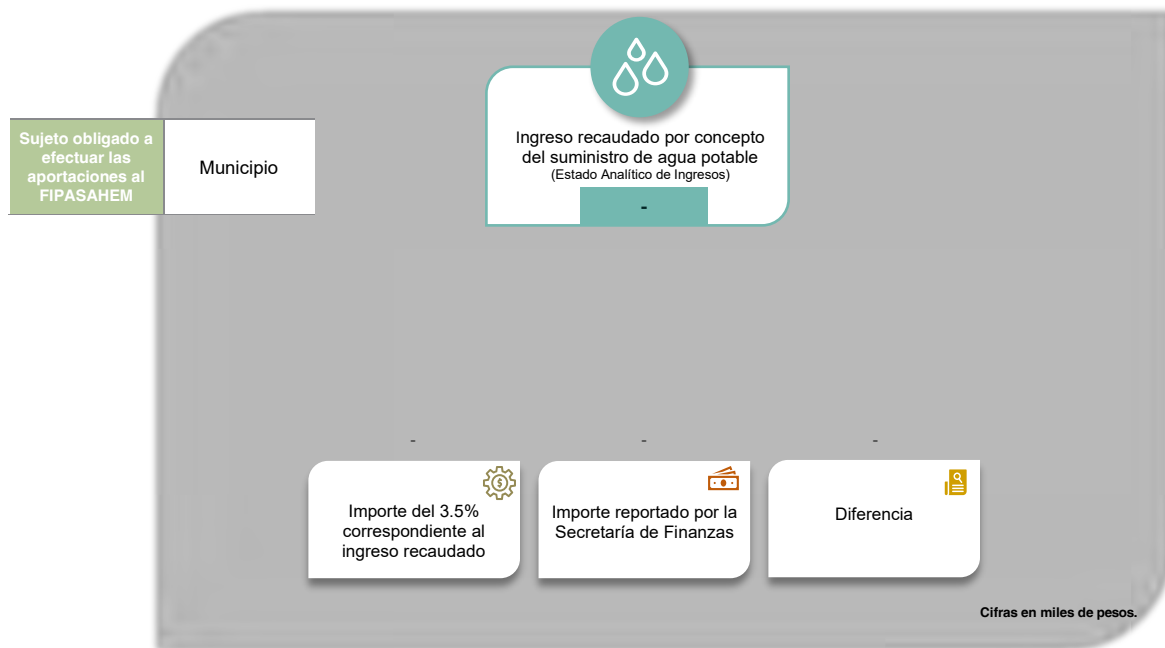 Sujeto obligado a
efectuar las
aportaciones al
FIPASAHEM
Municipio
Ingreso recaudado por concepto
del suministro de agua potable
(Estado Analítico de Ingresos)
-
-
-
-
Importe del 3.5%
correspondiente al
ingreso recaudado
Importe reportado por la
Secretaría de Finanzas
Diferencia
Cifras en miles de pesos.